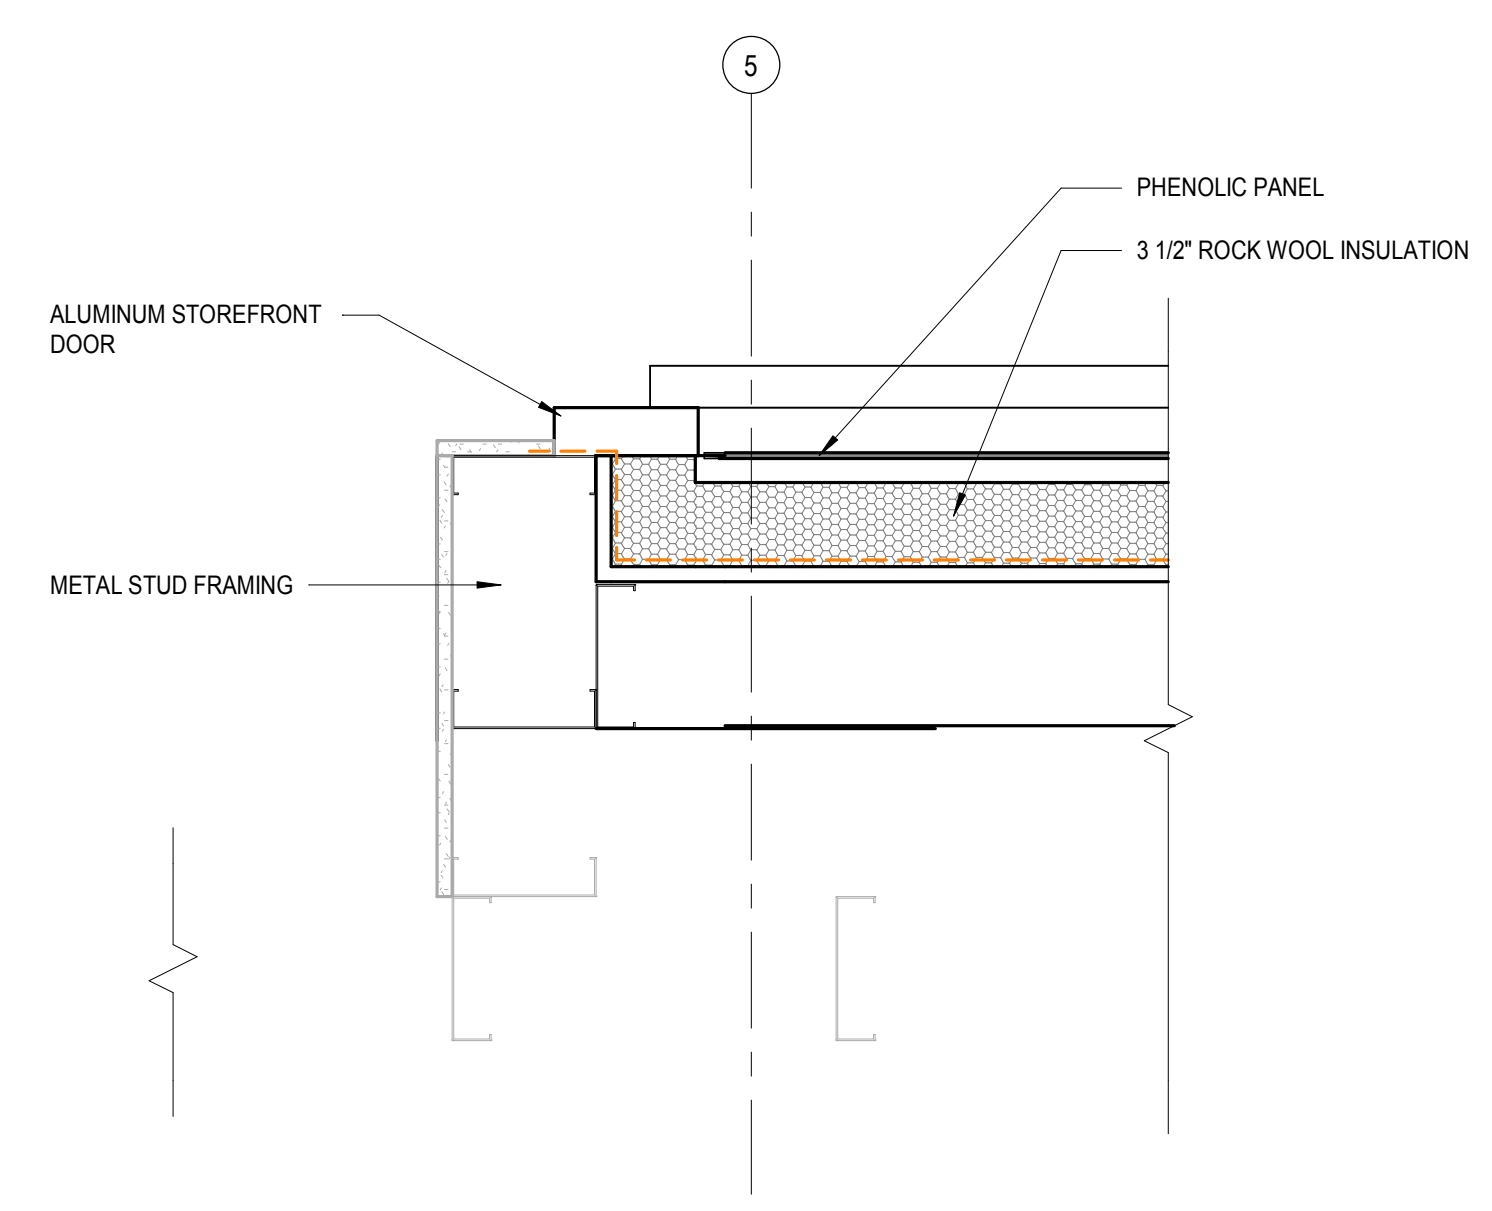 5
PHENOLIC PANEL
3 1/2" ROCK WOOL INSULATION
ALUMINUM STOREFRONT
DOOR
METAL STUD FRAMING